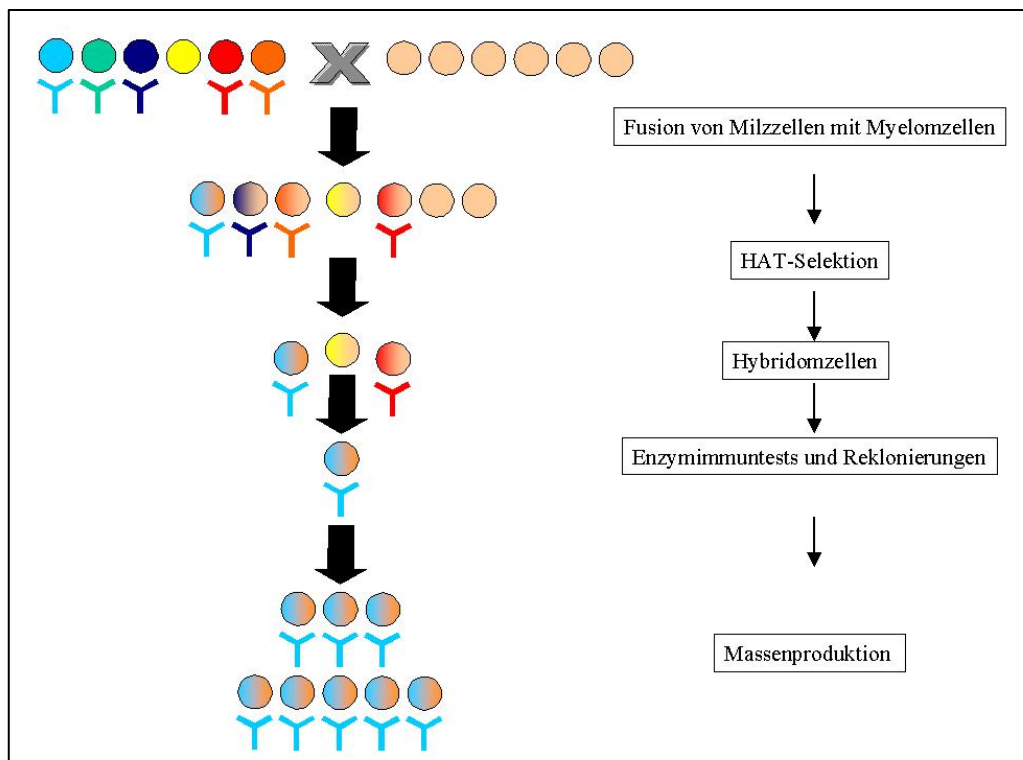 Fusion von Milzzellen mit Myelomzellen
HAT-Selektion
Hybridomzellen
Enzymimmuntests und Reklonierungen
Massenproduktion